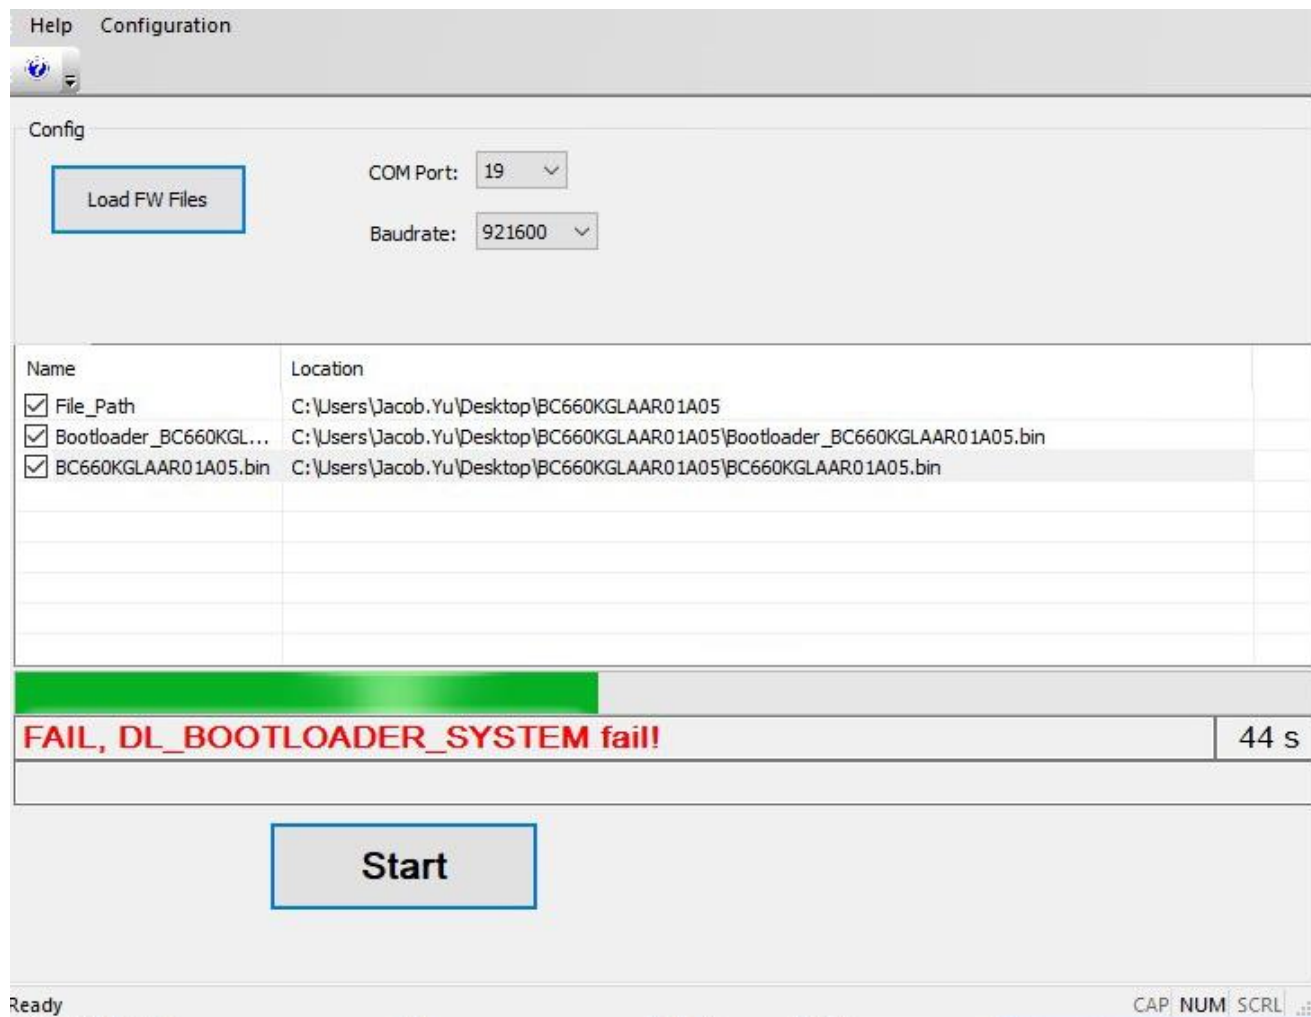 Help Configuration
Config
Load FW Files
COM Port: 19
Baudrate: 921600
Name Location
File_Path C:\Users\Jacob.Yu\Desktop\BC660KGLAAR01A05
Bootloader_BC660KGL... C:\Users\Jacob.Yu\Desktop\BC660KGLAAR01A05\Bootloader_BC660KGLAAR01A05.bin
BC660KGLAAR01A05.bin C:\Users\Jacob.Yu\Desktop\BC660KGLAAR01A05\BC660KGLAAR01A05.bin
FAIL, DL_BOOTLOADER_SYSTEM fail! 44 s
Start
Ready CAP NUM SCRL